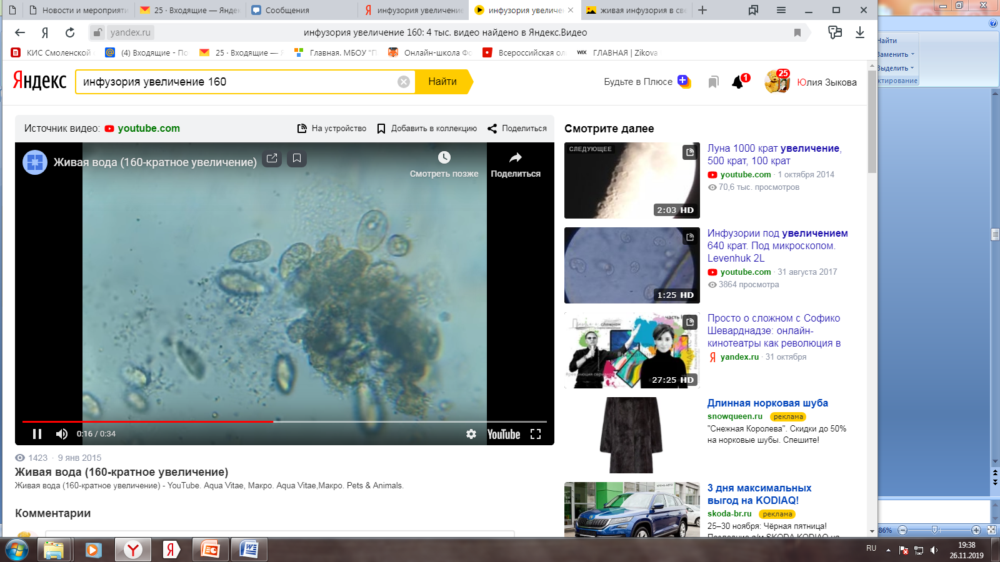 Новости и мероприяти
25 · Входящие — Яндек
Сообщения
инфузория увеличение
инфузория увеличен
живая инфузория в све
Я
yandex.ru
инфузория увеличение 160: 4 тыс. видео найдено в Яндекс.Видео
КИС Смоленской
(4) Входящие - По
25 · Входящие — Я
Главная. МБОУ "П
Онлайн-школа Фо
Всероссийская ол
WIX ГЛАВНАЯ | Zikova
Найти
Заменить
Выделить
ктирование
Яндекс
инфузория увеличение 160
Найти
Будьте в Плюсе
1
25
Юлия Зыкова
Источник видео: youtube.com
На устройство
Добавить в коллекцию
Поделиться
Живая вода (160-кратное увеличение)
Смотреть позже
Поделиться
0:16 / 0:34
YouTube
1423 · 9 янв 2015
Живая вода (160-кратное увеличение)
Живая вода (160-кратное увеличение) - YouTube. Aqua Vitae, Макро. Aqua Vitae,Макро. Pets & Animals.
Комментарии
Смотрите далее
СЛЕДУЮЩЕЕ
2:03 HD
Луна 1000 крат увеличение,
500 крат, 100 крат
youtube.com · 1 октября 2014
70,6 тыс. просмотров
1:25 HD
Инфузории под увеличением
640 крат. Под микроскопом.
Levenhuk 2L
youtube.com · 31 августа 2017
3864 просмотра
27:25 HD
Просто о сложном с Софико
Шеварднадзе: онлайн-
кинотеатры как революция в
yandex.ru · 31 октября
Длинная норковая шуба
snowqueen.ru реклама
"Снежная Королева". Скидки до 50%
на норковые шубы. Спешите!
3 дня максимальных
выгод на KODIAQ!
skoda-br.ru реклама
25–30 ноября: Чёрная пятница!
Последние а/м SKODA KODIAQ на
86%
RU
19:38
26.11.2019